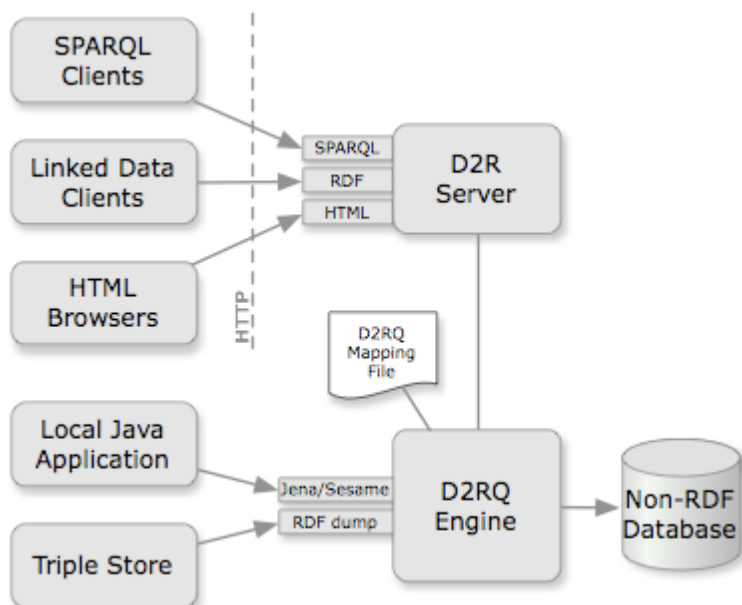 SPARQL
Clients
Linked Data
Clients
HTML
Browsers
HTTP
SPARQL
RDF
HTML
D2R
Server
D2RQ
Mapping
File
Local Java
Application
Triple Store
Jena/Sesame
RDF dump
D2RQ
Engine
Non-RDF
Database